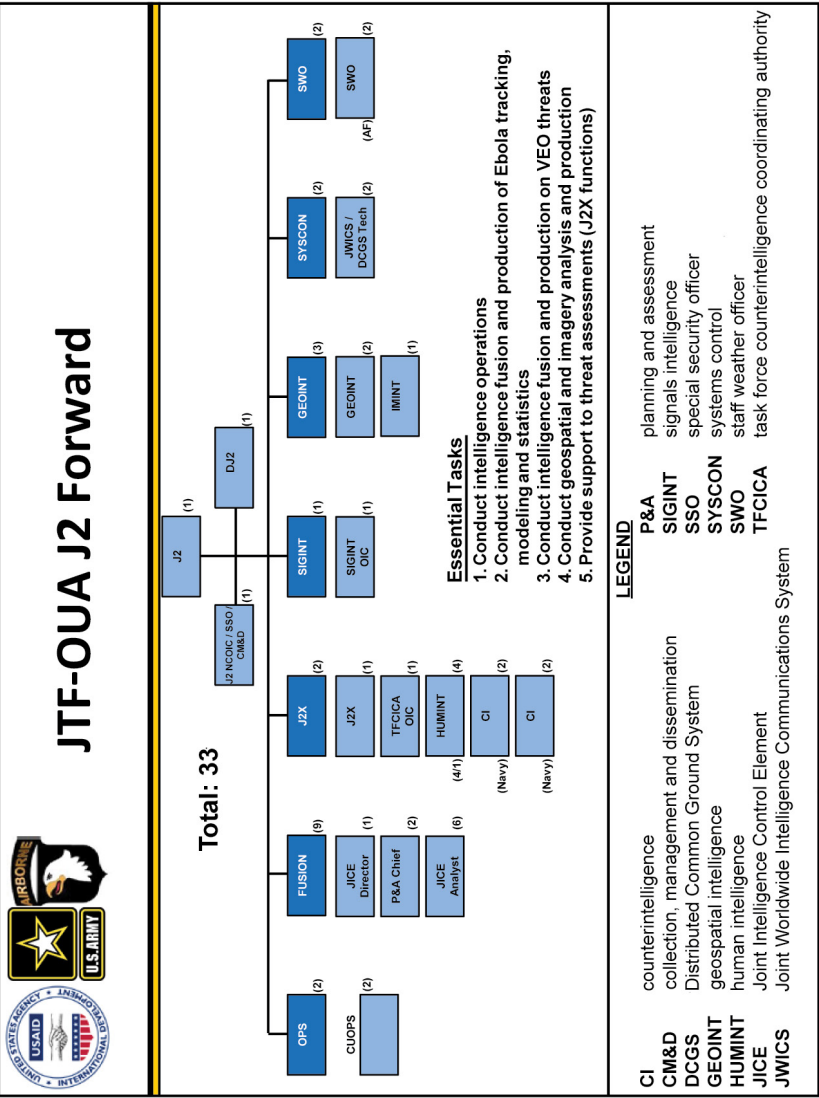 UNITED STATES AGENCY
USAID
INTERNATIONAL DEVELOPMENT
U.S.ARMY
AIRBORNE
JTF-OUA J2 Forward
Total: 33
J2
(1)
J2 NCOIC / SSO /
CM&D
(1)
DJ2
(1)
OPS
(2)
CUOPS
(2)
FUSION
(9)
JICE
Director
(1)
P&A Chief
(2)
JICE
Analyst
(6)
J2X
(2)
J2X
(1)
TFCICA
OIC
(1)
HUMINT
(4/1)
(4)
CI
(Navy)
(2)
CI
(Navy)
(2)
SIGINT
(1)
SIGINT
OIC
(1)
GEOINT
(3)
GEOINT
(2)
IMINT
(1)
SYSCON
(2)
JWICS /
DCGS Tech
(2)
SWO
(2)
SWO
(AF)
(2)
Essential Tasks
1. Conduct intelligence operations
2. Conduct intelligence fusion and production of Ebola tracking,
modeling and statistics
3. Conduct intelligence fusion and production on VEO threats
4. Conduct geospatial and imagery analysis and production
5. Provide support to threat assessments (J2X functions)
LEGEND
CI counterintelligence
CM&D collection, management and dissemination
DCGS Distributed Common Ground System
GEOINT geospatial intelligence
HUMINT human intelligence
JICE Joint Intelligence Control Element
JWICS Joint Worldwide Intelligence Communications System
P&A planning and assessment
SIGINT signals intelligence
SSO special security officer
SYSCON systems control
SWO staff weather officer
TFCICA task force counterintelligence coordinating authority